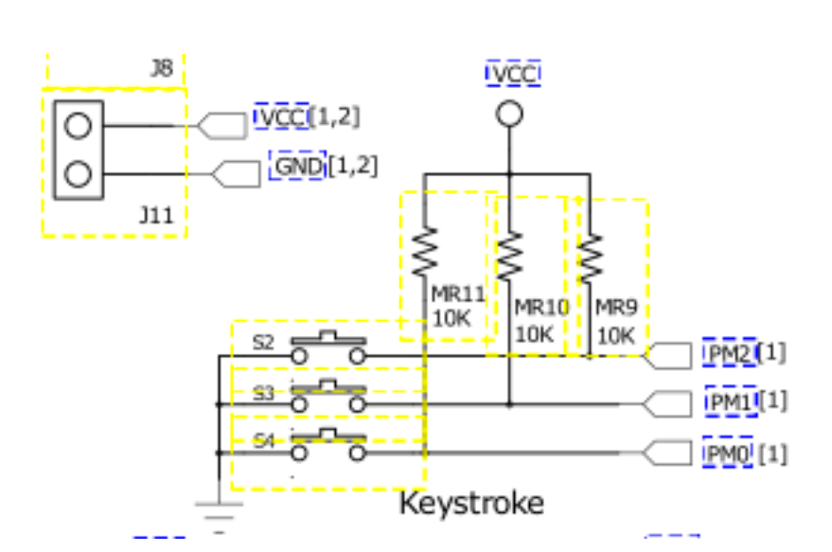 J8
VCC
VCC[1,2]
GND[1,2]
J11
MR11
10K
MR10
10K
MR9
10K
S2
PM2[1]
S3
PM1[1]
S4
PM0[1]
Keystroke